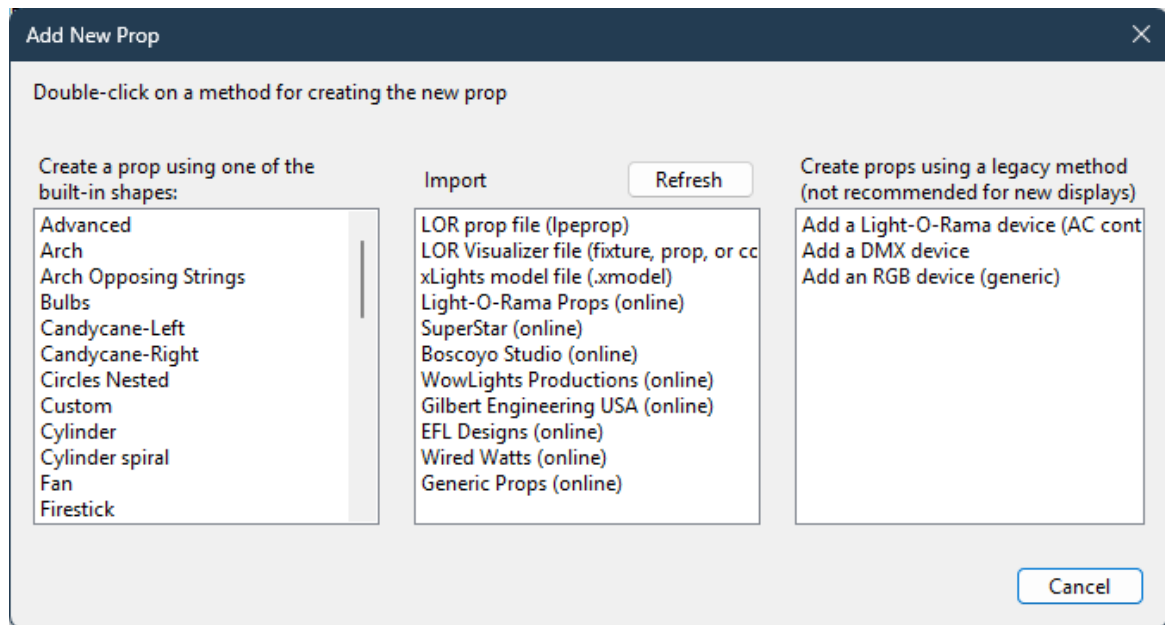 Add New Prop
Double-click on a method for creating the new prop
Create a prop using one of the
built-in shapes:
Advanced
Arch
Arch Opposing Strings
Bulbs
Candycane-Left
Candycane-Right
Circles Nested
Custom
Cylinder
Cylinder spiral
Fan
Firestick
Import
Refresh
LOR prop file (lpeprop)
LOR Visualizer file (fixture, prop, or cc
xLights model file (.xmodel)
Light-O-Rama Props (online)
SuperStar (online)
Boscoyo Studio (online)
WowLights Productions (online)
Gilbert Engineering USA (online)
EFL Designs (online)
Wired Watts (online)
Generic Props (online)
Create props using a legacy method
(not recommended for new displays)
Add a Light-O-Rama device (AC cont
Add a DMX device
Add an RGB device (generic)
Cancel